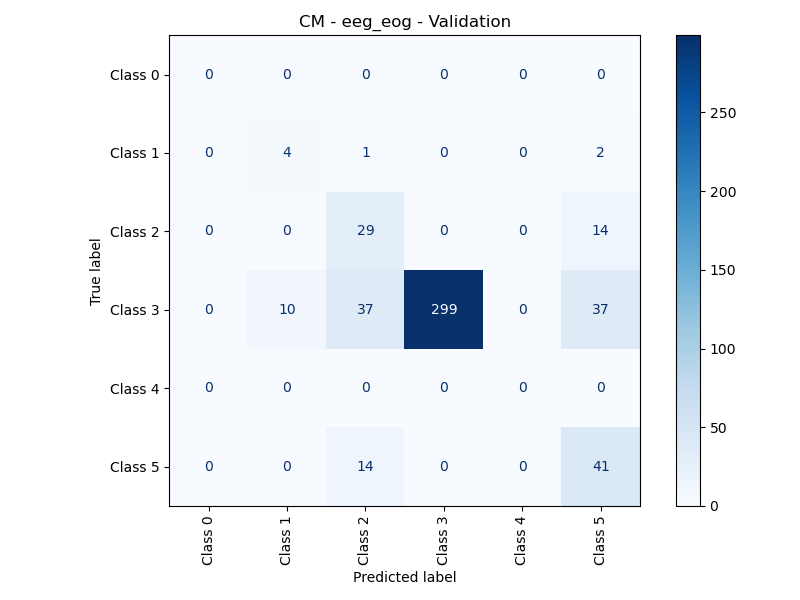 CM - eeg_eog - Validation
Class 0 0 0 0 0 0 0
Class 1 0 4 1 0 0 2
Class 2 0 0 29 0 0 14
Class 3 0 10 37 299 0 37
Class 4 0 0 0 0 0 0
Class 5 0 0 14 0 0 41
True label
Class 0 Class 1 Class 2 Class 3 Class 4 Class 5
Predicted label
250
200
150
100
50
0